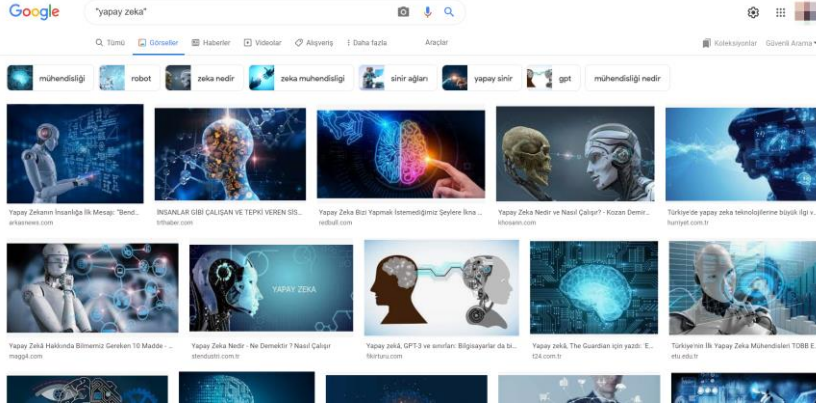 Google
"yapay zeka"
Tümü Görseller Haberler Videolar Alışveriş Daha fazla Araçlar
Koleksiyonlar Güvenli Arama
mühendisliği robot zeka nedir zeka muhendisligi sinir ağları yapay sinir gpt mühendisliği nedir
Yapay Zekanın İnsanlığa İlk Mesajı: "Bend...
arkasnews.com
İNSANLAR GİBİ ÇALIŞAN VE TEPKİ VEREN SİS...
trthaber.com
Yapay Zeka Bizi Yapmak İstemediğimiz Şeylere İkna ...
redbull.com
Yapay Zeka Nedir ve Nasıl Çalışır? - Kozan Demir...
khosann.com
Türkiye'de yapay zeka teknolojilerine büyük ilgi v...
hurriyet.com.tr
YAPAY ZEKA
Yapay Zekâ Hakkında Bilmemiz Gereken 10 Madde - ...
magg4.com
Yapay Zeka Nedir - Ne Demektir ? Nasıl Çalışır
stendustri.com.tr
Yapay zekâ, GPT-3 ve sınırları: Bilgisayarlar da bi...
fikirturu.com
Yapay zekâ, The Guardian için yazdı: 'E...
t24.com.tr
Türkiye'nin İlk Yapay Zeka Mühendisleri TOBB E...
etu.edu.tr